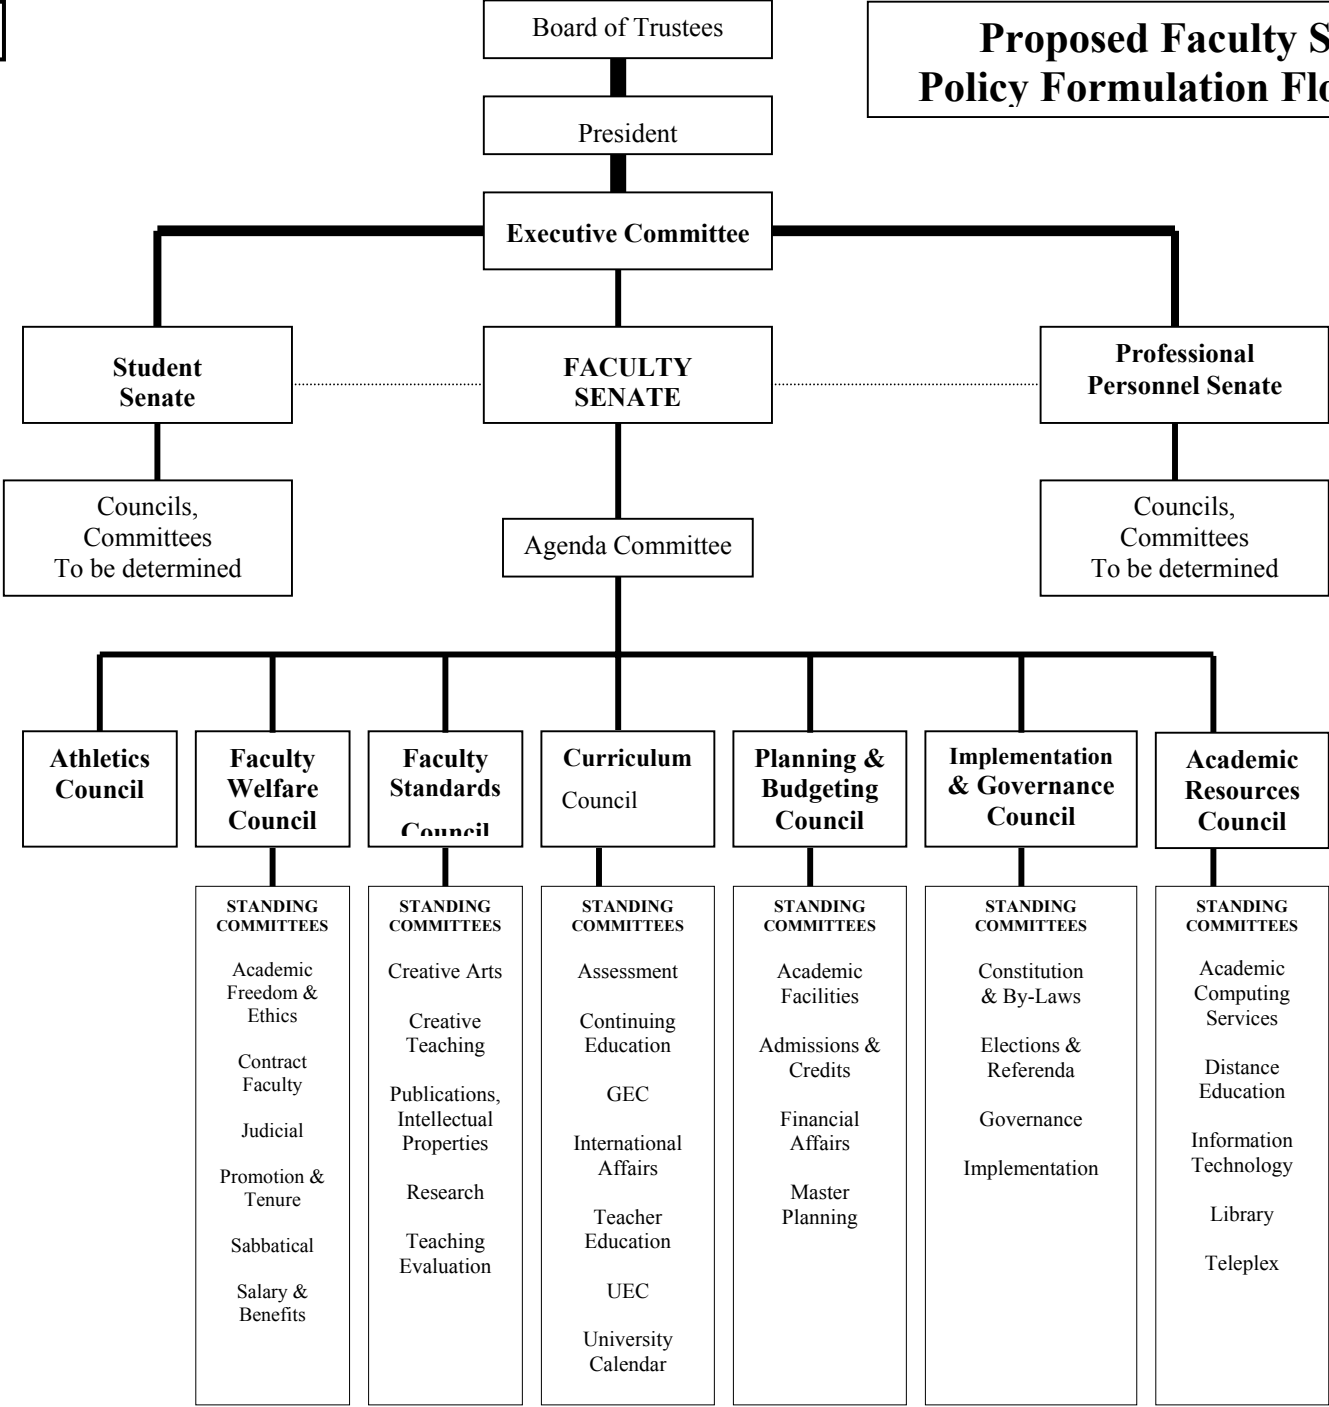 Board of Trustees
Proposed Faculty
Policy Formulation
President
Executive Committee
Student
Senate
FACULTY
SENATE
Professional
Personnel Senate
Councils,
Committees
To be determined
Agenda Committee
Councils,
Committees
To be determined
Athletics
Council
Faculty
Welfare
Council
Faculty
Standards
Council
Curriculum
Council
Planning &
Budgeting
Council
Implementation
& Governance
Council
Academic
Resources
Council
STANDING
COMMITTEES
Academic
Freedom &
Ethics
Contract
Faculty
Judicial
Promotion &
Tenure
Sabbatical
Salary &
Benefits
STANDING
COMMITTEES
Creative Arts
Creative
Teaching
Publications,
Intellectual
Properties
Research
Teaching
Evaluation
STANDING
COMMITTEES
Assessment
Continuing
Education
GEC
International
Affairs
Teacher
Education
UEC
University
Calendar
STANDING
COMMITTEES
Academic
Facilities
Admissions &
Credits
Financial
Affairs
Master
Planning
STANDING
COMMITTEES
Constitution
& By-Laws
Elections &
Referenda
Governance
Implementation
STANDING
COMMITTEES
Academic
Computing
Services
Distance
Education
Information
Technology
Library
Teleplex